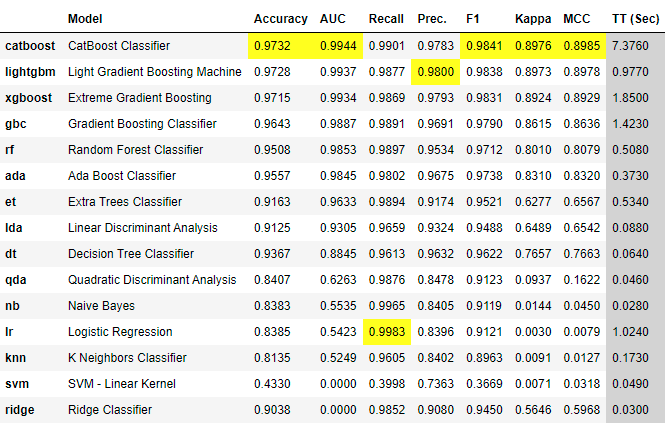 Model Accuracy AUC Recall Prec. F1 Kappa MCC TT (Sec)
catboost CatBoost Classifier 0.9732 0.9944 0.9901 0.9783 0.9841 0.8976 0.8985 7.3760
lightgbm Light Gradient Boosting Machine 0.9728 0.9937 0.9877 0.9800 0.9838 0.8973 0.8978 0.9770
xgboost Extreme Gradient Boosting 0.9715 0.9934 0.9869 0.9793 0.9831 0.8924 0.8929 1.8500
gbc Gradient Boosting Classifier 0.9643 0.9887 0.9891 0.9691 0.9790 0.8615 0.8636 1.4230
rf Random Forest Classifier 0.9508 0.9853 0.9897 0.9534 0.9712 0.8010 0.8079 0.5080
ada Ada Boost Classifier 0.9557 0.9845 0.9802 0.9675 0.9738 0.8310 0.8320 0.3730
et Extra Trees Classifier 0.9163 0.9633 0.9894 0.9174 0.9521 0.6277 0.6567 0.5340
lda Linear Discriminant Analysis 0.9125 0.9305 0.9659 0.9324 0.9488 0.6489 0.6542 0.0880
dt Decision Tree Classifier 0.9367 0.8845 0.9613 0.9632 0.9622 0.7657 0.7663 0.0640
qda Quadratic Discriminant Analysis 0.8407 0.6263 0.9876 0.8478 0.9123 0.0937 0.1622 0.0460
nb Naive Bayes 0.8383 0.5535 0.9965 0.8405 0.9119 0.0144 0.0450 0.0280
lr Logistic Regression 0.8385 0.5423 0.9983 0.8396 0.9121 0.0030 0.0079 1.0240
knn K Neighbors Classifier 0.8135 0.5249 0.9605 0.8402 0.8963 0.0091 0.0127 0.1730
svm SVM - Linear Kernel 0.4330 0.0000 0.3998 0.7363 0.3669 0.0071 0.0318 0.0490
ridge Ridge Classifier 0.9038 0.0000 0.9852 0.9080 0.9450 0.5646 0.5968 0.0300